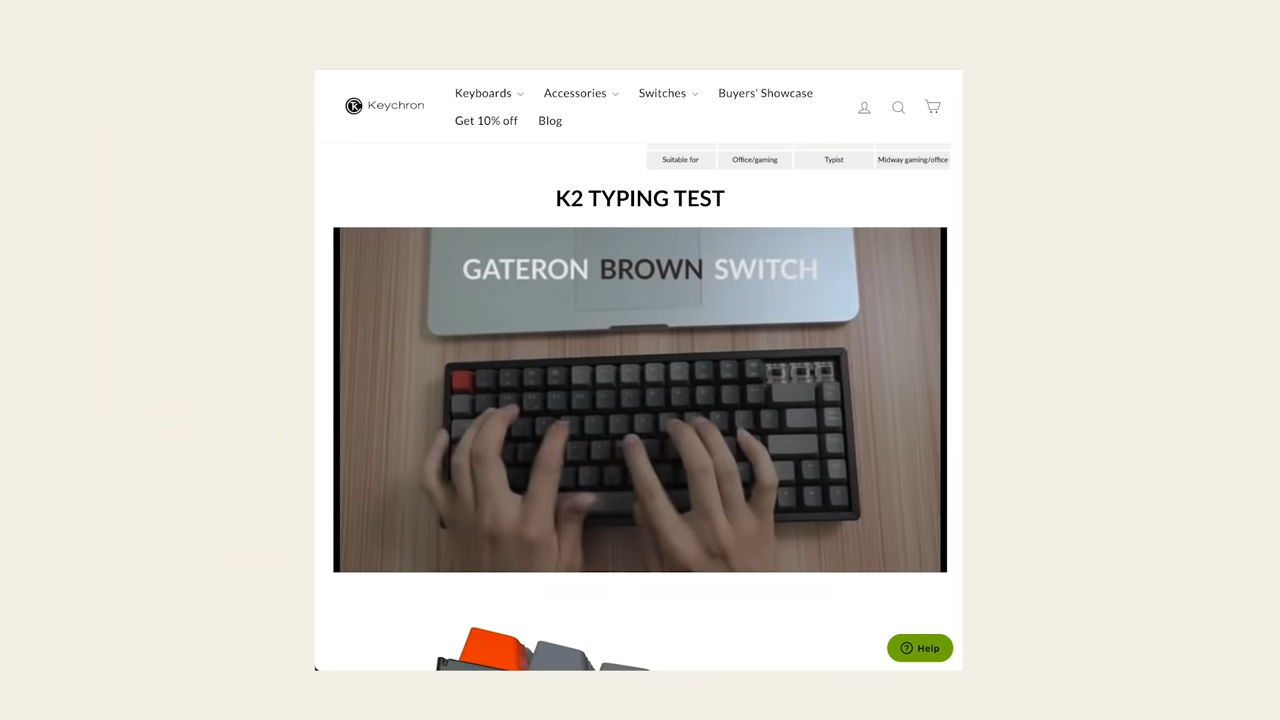 Keychron
Keyboards
Accessories
Switches
Buyers' Showcase
Get 10% off
Blog
Suitable for
Office/gaming
Typist
Midway gaming/office
K2 TYPING TEST
GATERON BROWN SWITCH
Help